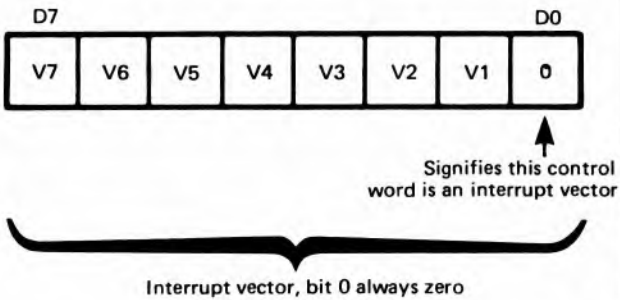 D7 D0
V7 V6 V5 V4 V3 V2 V1 0
Signifies this control
word is an interrupt vector
Interrupt vector, bit 0 always zero